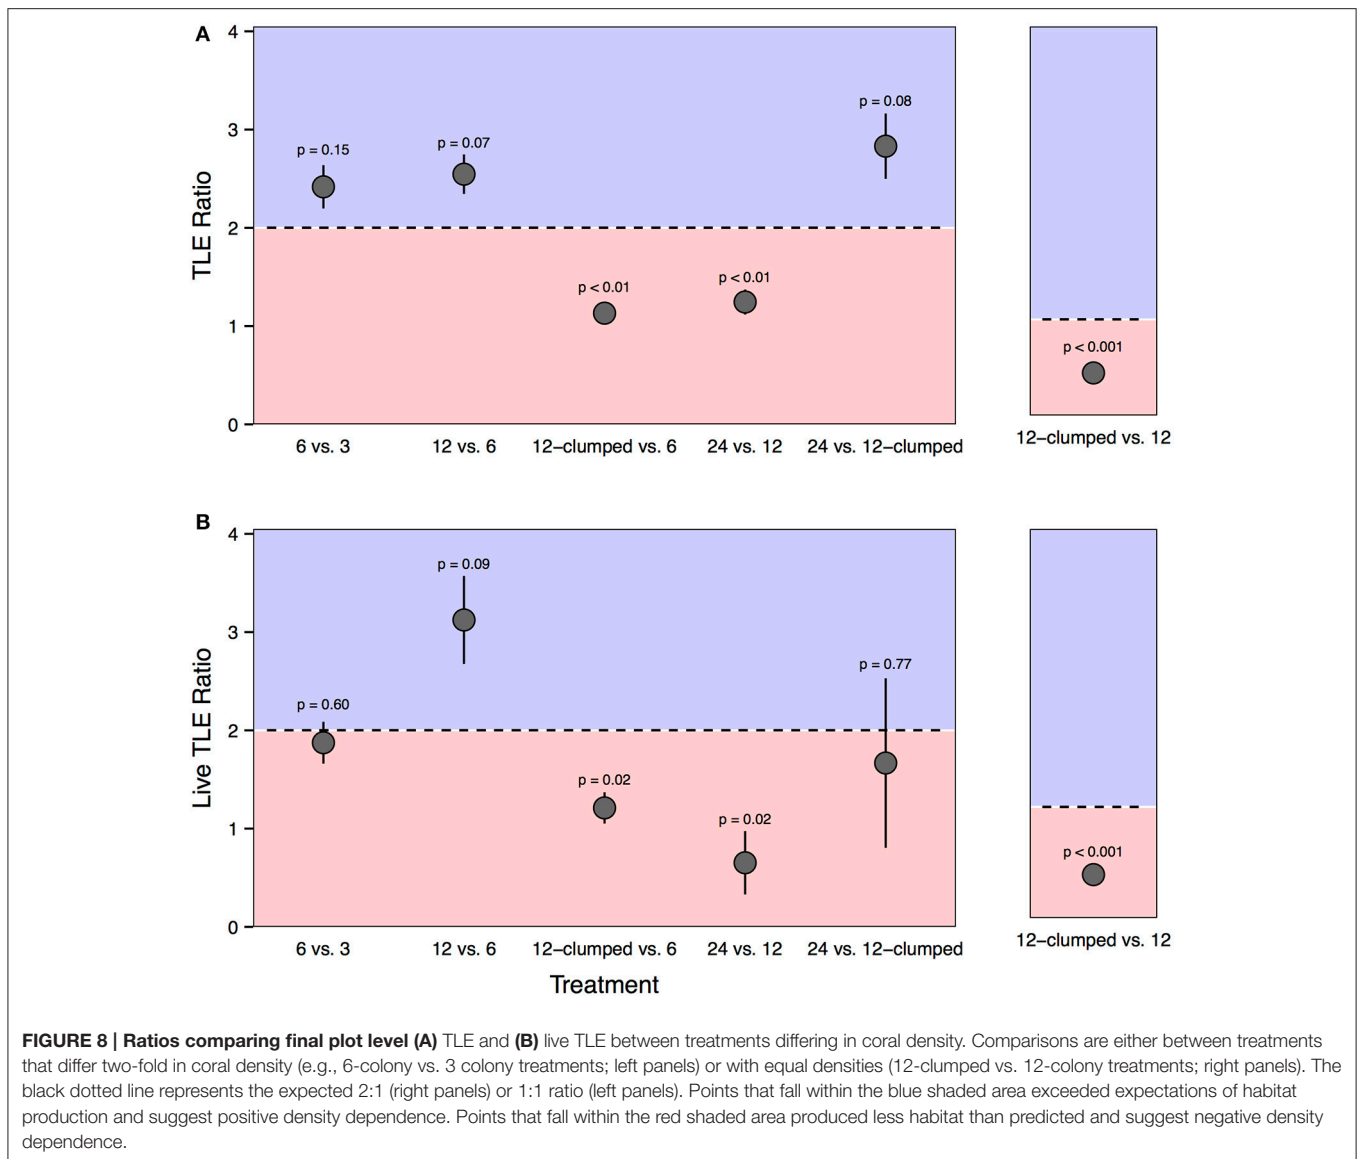 A
4
p = 0.08
p = 0.15
p = 0.07
3
TLE Ratio
2
p < 0.01
p < 0.01
1
p < 0.001
0
6 vs. 3
12 vs. 6
12–clumped vs. 6
24 vs. 12
24 vs. 12–clumped
12–clumped vs. 12
B
4
p = 0.09
3
p = 0.77
p = 0.60
Live TLE Ratio
2
p = 0.02
p = 0.02
1
p < 0.001
0
6 vs. 3
12 vs. 6
12–clumped vs. 6
24 vs. 12
24 vs. 12–clumped
12–clumped vs. 12
Treatment
FIGURE 8 | Ratios comparing final plot level (A) TLE and (B) live TLE between treatments differing in coral density. Comparisons are either between treatments
that differ two-fold in coral density (e.g., 6-colony vs. 3 colony treatments; left panels) or with equal densities (12-clumped vs. 12-colony treatments; right panels). The
black dotted line represents the expected 2:1 (right panels) or 1:1 ratio (left panels). Points that fall within the blue shaded area exceeded expectations of habitat
production and suggest positive density dependence. Points that fall within the red shaded area produced less habitat than predicted and suggest negative density
dependence.